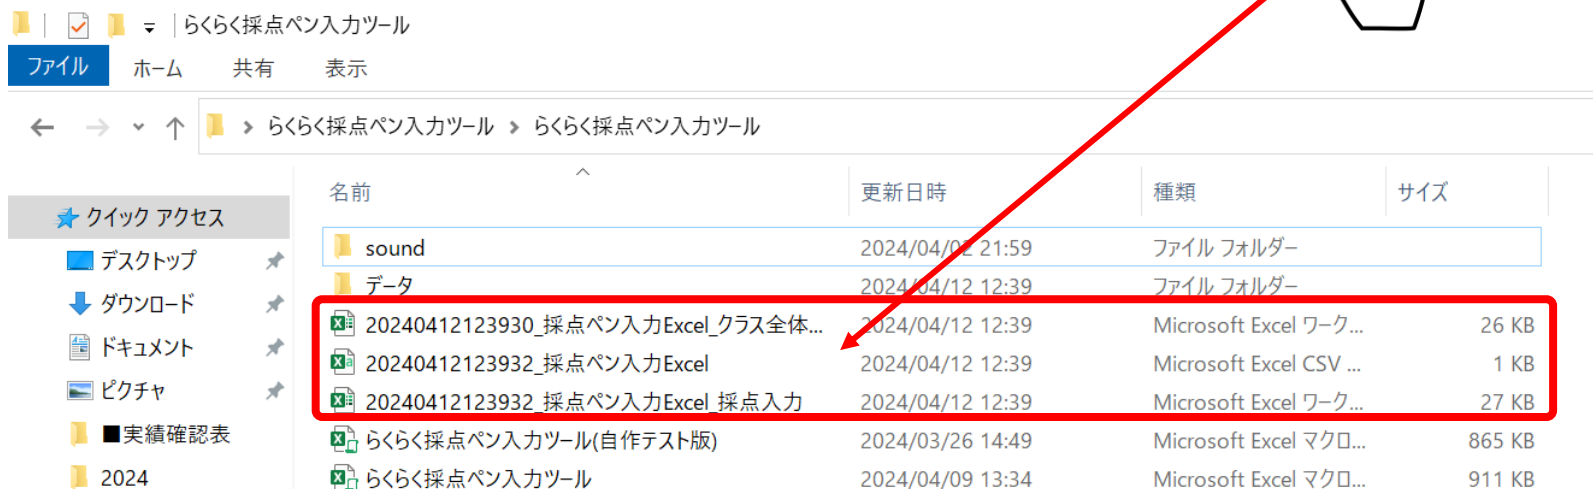 らくらく採点ペン入力ツール
ファイル ホーム 共有 表示
らくらく採点ペン入力ツール > らくらく採点ペン入力ツール
名前 更新日時 種類 サイズ
クイック アクセス
sound 2024/04/02 21:59 ファイル フォルダー
デスクトップ
データ 2024/04/12 12:39 ファイル フォルダー
ダウンロード
20240412123930_採点ペン入力Excel_クラス全体... 2024/04/12 12:39 Microsoft Excel ワーク... 26 KB
ドキュメント
20240412123932_採点ペン入力Excel 2024/04/12 12:39 Microsoft Excel CSV ... 1 KB
ピクチャ
20240412123932_採点ペン入力Excel_採点入力 2024/04/12 12:39 Microsoft Excel ワーク... 27 KB
■実績確認表
らくらく採点ペン入力ツール(自作テスト版) 2024/03/26 14:49 Microsoft Excel マクロ... 865 KB
2024
らくらく採点ペン入力ツール 2024/04/09 13:34 Microsoft Excel マクロ... 911 KB